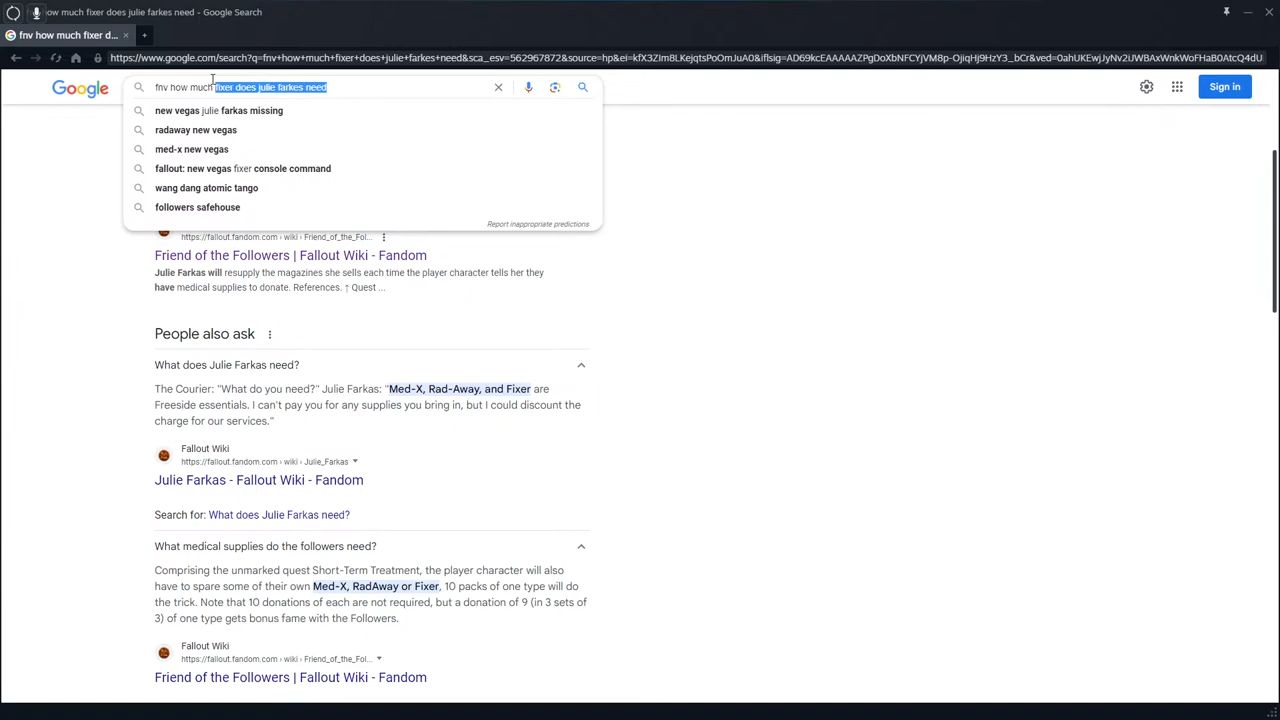 how much fixer does julie farkes need - Google Search
fnv how much fixer d...
https://www.google.com/search?q=fnv+how+much+fixer+does+julie+farkes+need&sca_esv=562967872&source=hp&ei=kfX3ZIm8LKejqtsPoOmJuA0&iflsig=AD69kcEAAAAAZPgDoXbNFCYjVM8p-OjiqHj9HzY3_bCr&ved=0ahUKEwjJyNv2iJWBAxWnkWoFHaB0AtcQ4dU
Google
fnv how much fixer does julie farkes need
Sign in
new vegas julie farkas missing
radaway new vegas
med-x new vegas
fallout: new vegas fixer console command
wang dang atomic tango
followers safehouse
Report inappropriate predictions
https://fallout.fandom.com › wiki › Friend_of_the_Fol...
Friend of the Followers | Fallout Wiki - Fandom
Julie Farkas will resupply the magazines she sells each time the player character tells her they
have medical supplies to donate. References. ↑ Quest ...
People also ask
What does Julie Farkas need?
The Courier: "What do you need?" Julie Farkas: "Med-X, Rad-Away, and Fixer are
Freeside essentials. I can't pay you for any supplies you bring in, but I could discount the
charge for our services."
Fallout Wiki
https://fallout.fandom.com › wiki › Julie_Farkas
Julie Farkas - Fallout Wiki - Fandom
Search for: What does Julie Farkas need?
What medical supplies do the followers need?
Comprising the unmarked quest Short-Term Treatment, the player character will also
have to spare some of their own Med-X, RadAway or Fixer, 10 packs of one type will do
the trick. Note that 10 donations of each are not required, but a donation of 9 (in 3 sets of
3) of one type gets bonus fame with the Followers.
Fallout Wiki
https://fallout.fandom.com › wiki › Friend_of_the_Fol...
Friend of the Followers | Fallout Wiki - Fandom